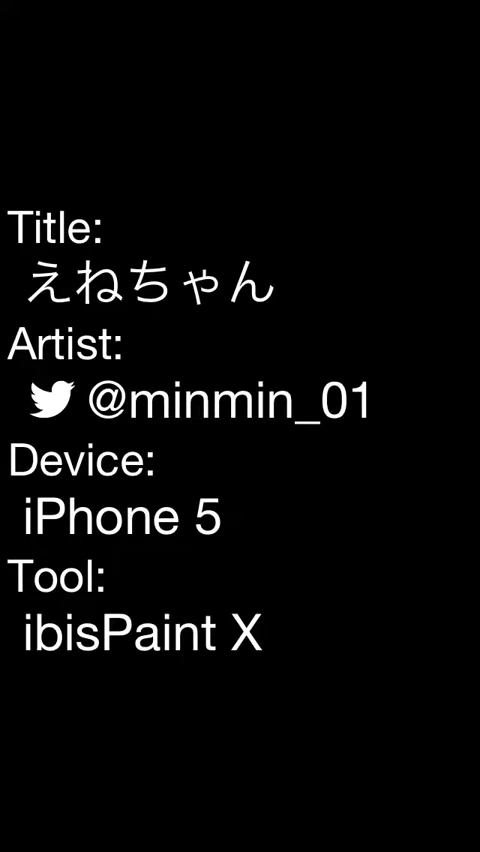 Title:
えねちゃん
Artist:
@minmin_01
Device:
iPhone 5
Tool:
ibisPaint X